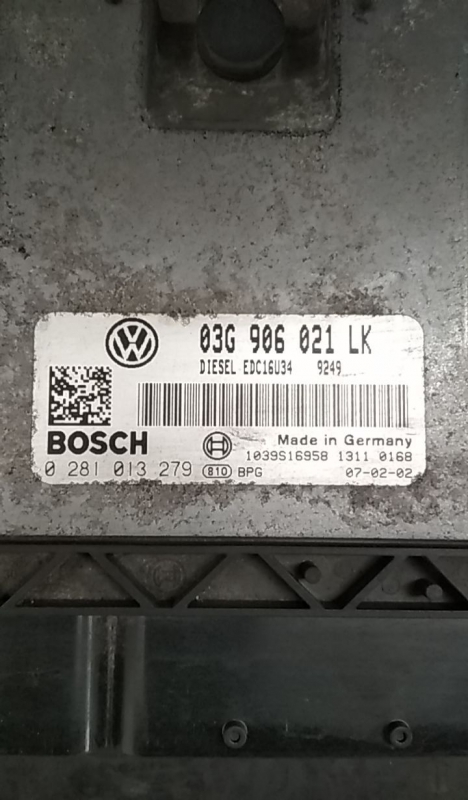 03G 906 021 LK
DIESEL EDC16U34 9249
BOSCH
Made in Germany
1039S16958 1311 0168
0 281 013 279 810 BPG 07-02-02